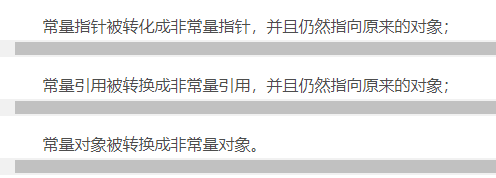 常量指针被转化成非常量指针，并且仍然指向原来的对象；
常量引用被转换成非常量引用，并且仍然指向原来的对象；
常量对象被转换成非常量对象。